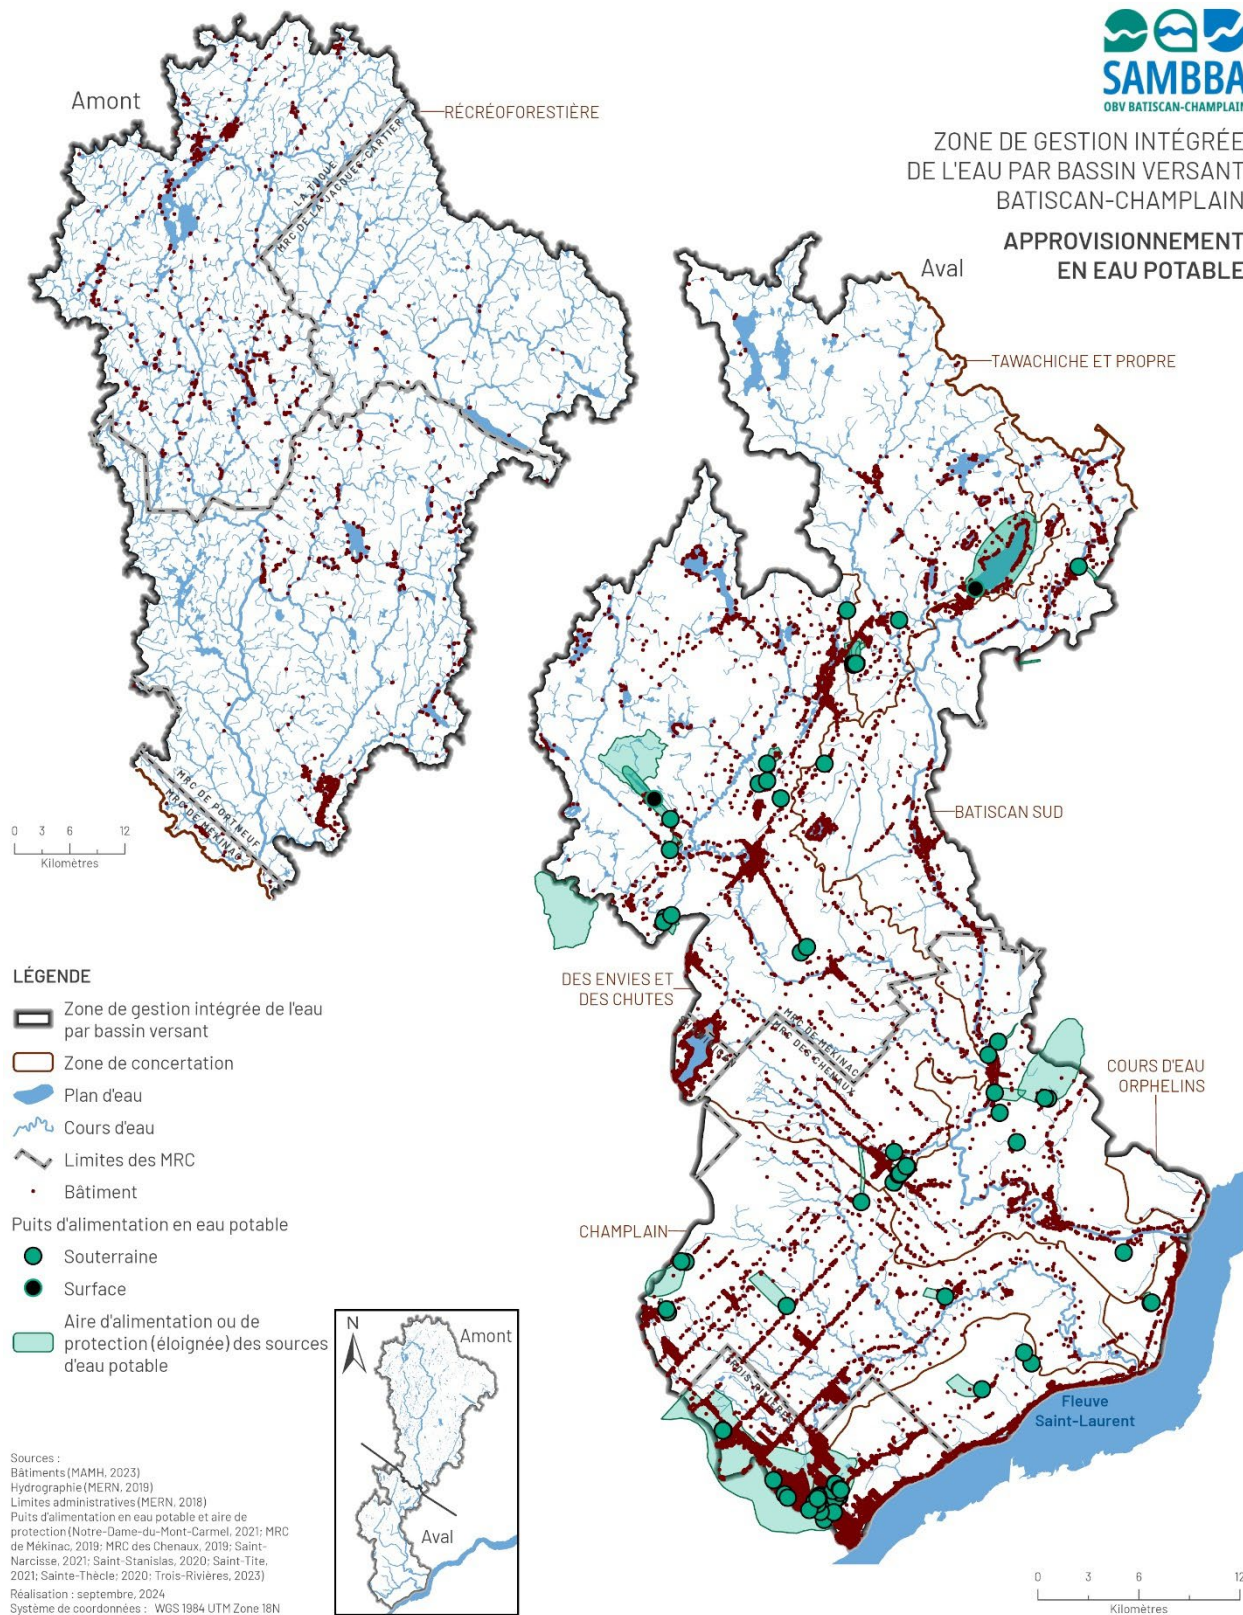 SAMBBA
OBV BATISCAN-CHAMPLAIN
ZONE DE GESTION INTÉGRÉE
DE L'EAU PAR BASSIN VERSANT
BATISCAN-CHAMPLAIN
APPROVISIONNEMENT
EN EAU POTABLE
Amont
RÉCRÉOFORESTIÈRE
LA TUQUE
MRC DE LA JACQUES-CARTIER
MRC DE PORTNEUF
MRC DE MÉKINAC
0 3 6 12
Kilomètres
Aval
TAWACHICHE ET PROPRE
BATISCAN SUD
DES ENVIES ET
DES CHUTES
SHAWINIGAN
MRC DE MÉKINAC
MRC DES CHENAUX
COURS D'EAU
ORPHELINS
CHAMPLAIN
TROIS-RIVIÈRES
Fleuve
Saint-Laurent
LÉGENDE
Zone de gestion intégrée de l'eau
par bassin versant
Zone de concertation
Plan d'eau
Cours d'eau
Limites des MRC
Bâtiment
Puits d'alimentation en eau potable
Souterraine
Surface
Aire d'alimentation ou de
protection (éloignée) des sources
d'eau potable
N
Amont
Aval
Sources :
Bâtiments (MAMH, 2023)
Hydrographie (MERN, 2019)
Limites administratives (MERN, 2018)
Puits d'alimentation en eau potable et aire de
protection (Notre-Dame-du-Mont-Carmel, 2021; MRC
de Mékinac, 2019; MRC des Chenaux, 2019; Saint-
Narcisse, 2021; Saint-Stanislas, 2020; Saint-Tite,
2021; Sainte-Thècle; 2020; Trois-Rivières, 2023)
Réalisation : septembre, 2024
Système de coordonnées : WGS 1984 UTM Zone 18N
0 3 6 12
Kilomètres